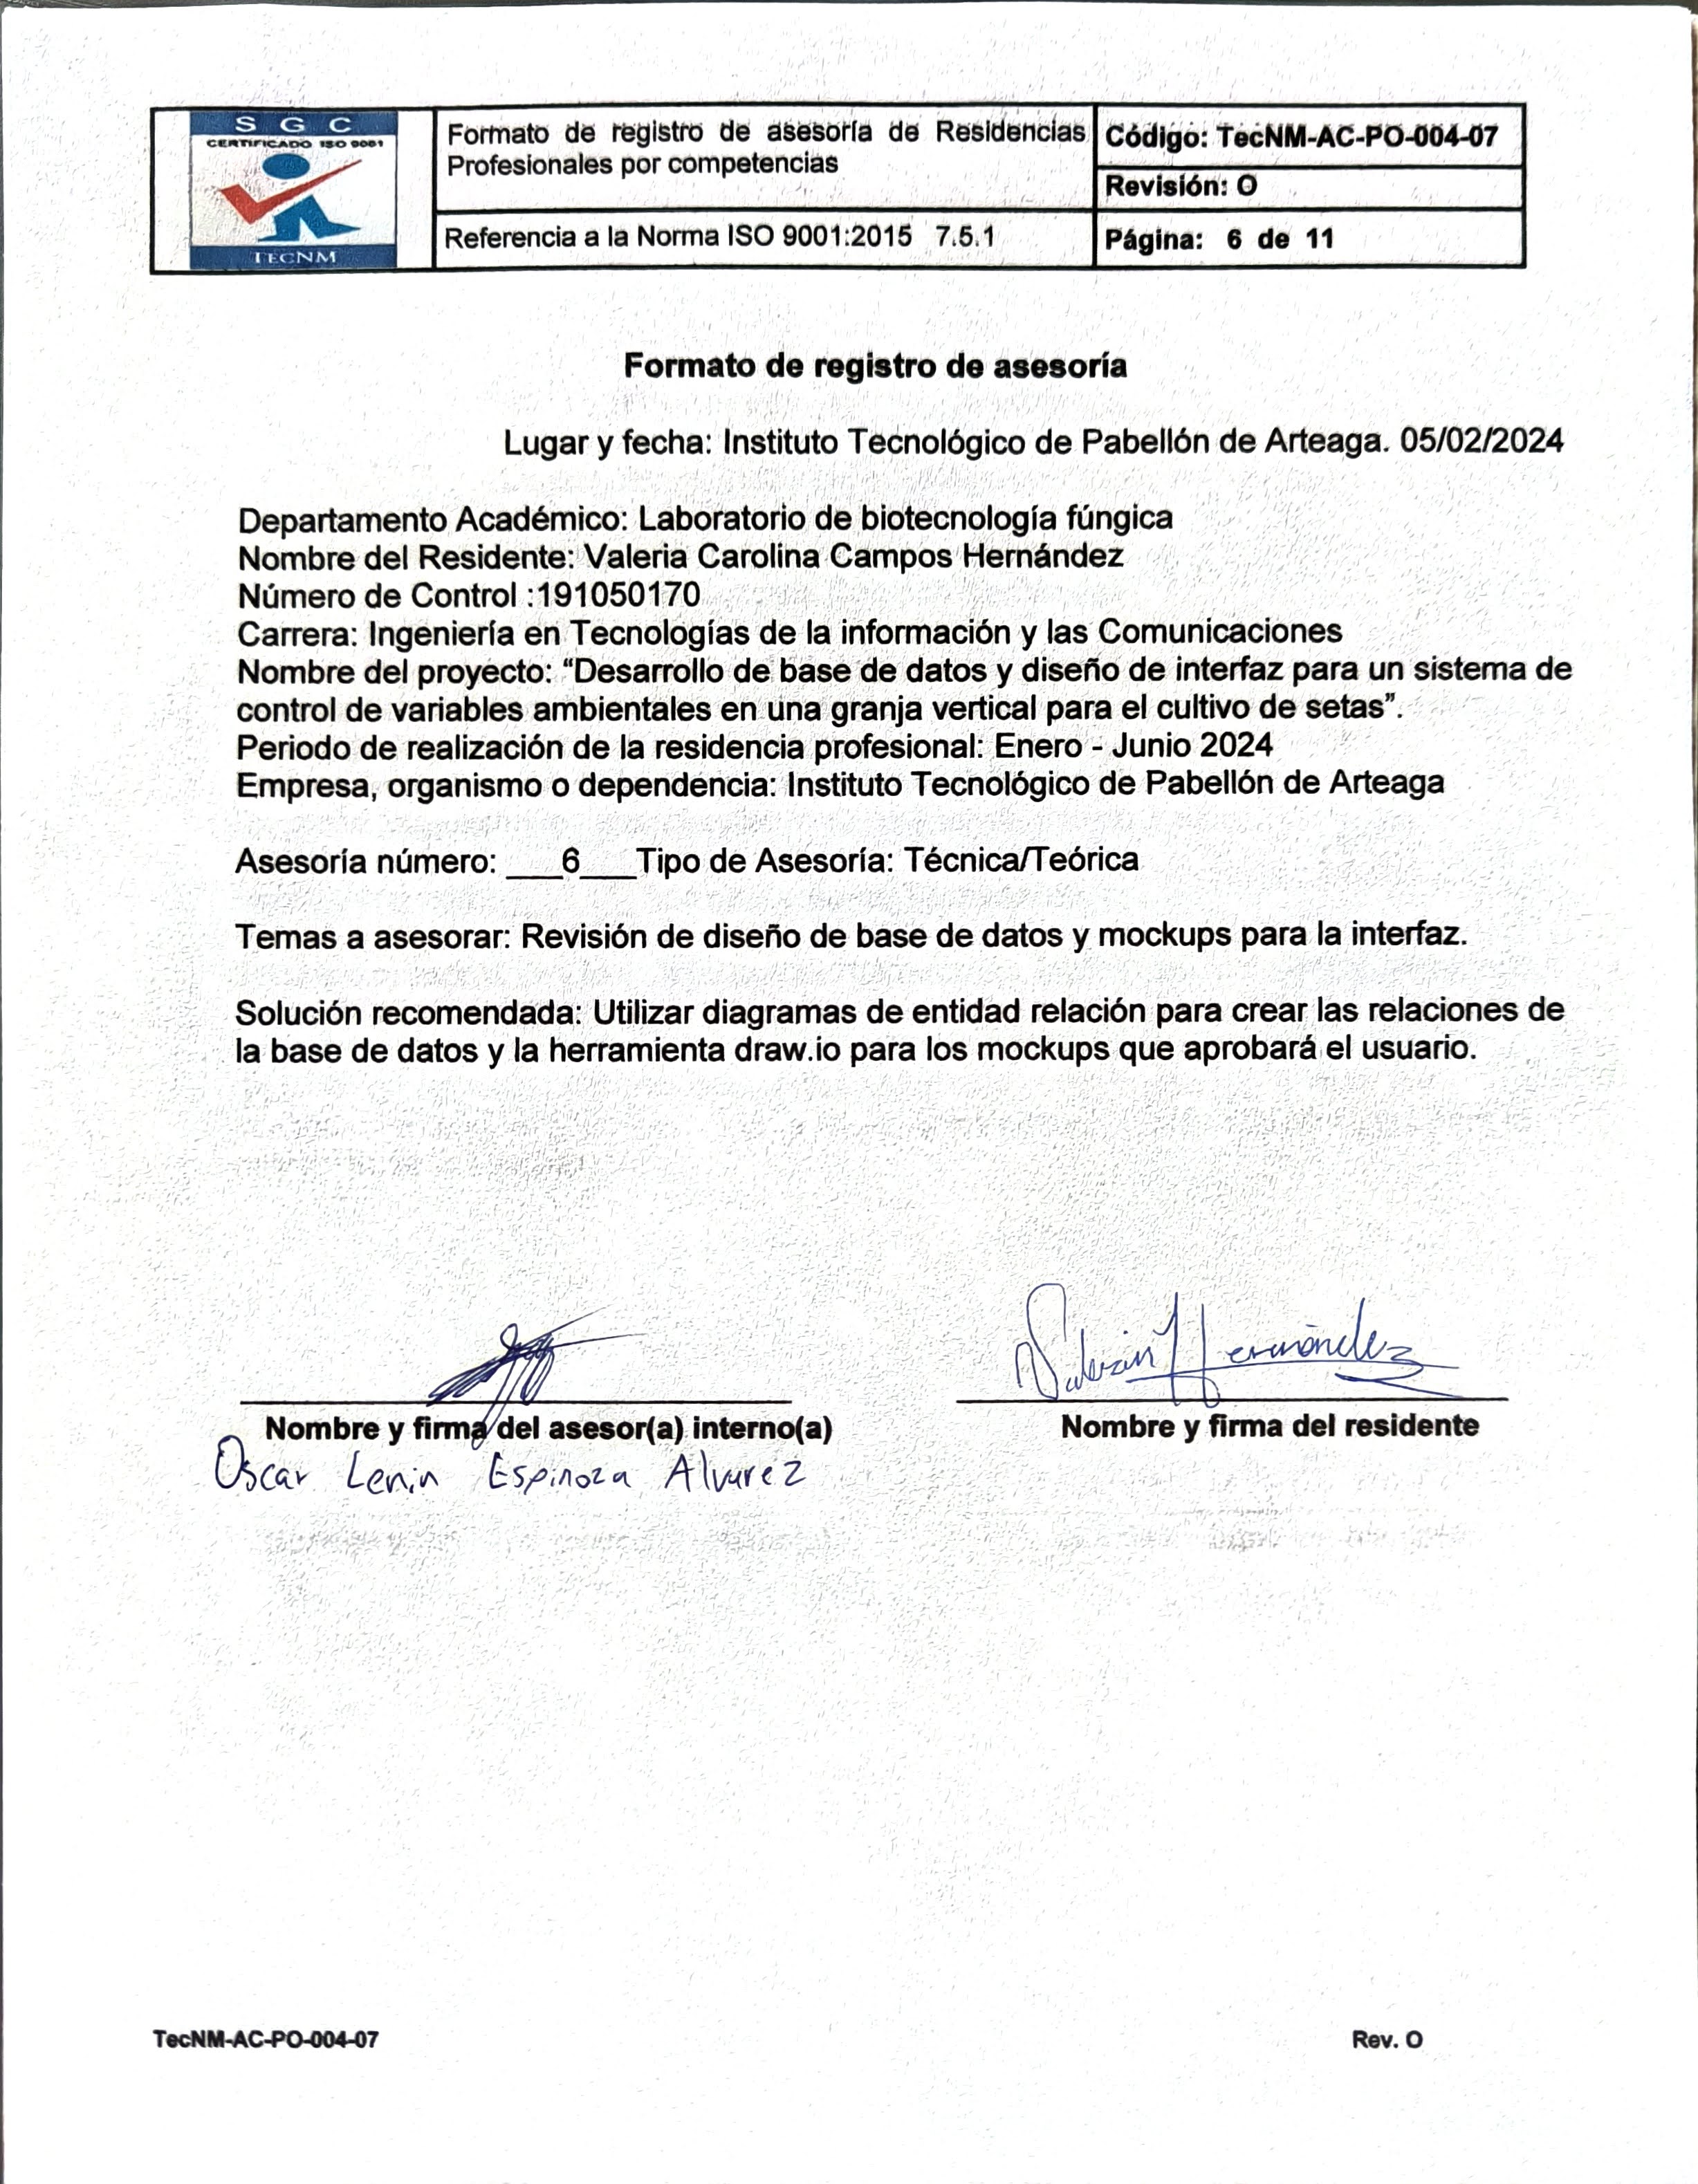 S G C
CERTIFICADO ISO 9001
TECNM
Formato de registro de asesoría de Residencias
Profesionales por competencias
Referencia a la Norma ISO 9001:2015 7.5.1
Código: TecNM-AC-PO-004-07
Revisión: O
Página: 6 de 11
Formato de registro de asesoría
Lugar y fecha: Instituto Tecnológico de Pabellón de Arteaga. 05/02/2024
Departamento Académico: Laboratorio de biotecnología fúngica
Nombre del Residente: Valeria Carolina Campos Hernández
Número de Control :191050170
Carrera: Ingeniería en Tecnologías de la información y las Comunicaciones
Nombre del proyecto: “Desarrollo de base de datos y diseño de interfaz para un sistema de
control de variables ambientales en una granja vertical para el cultivo de setas”.
Periodo de realización de la residencia profesional: Enero - Junio 2024
Empresa, organismo o dependencia: Instituto Tecnológico de Pabellón de Arteaga
Asesoría número: ___6___Tipo de Asesoría: Técnica/Teórica
Temas a asesorar: Revisión de diseño de base de datos y mockups para la interfaz.
Solución recomendada: Utilizar diagramas de entidad relación para crear las relaciones de
la base de datos y la herramienta draw.io para los mockups que aprobará el usuario.
Hernández
Nombre y firma del asesor(a) interno(a)
Nombre y firma del residente
Oscar Lenin Espinoza Alvarez
TecNM-AC-PO-004-07
Rev. O